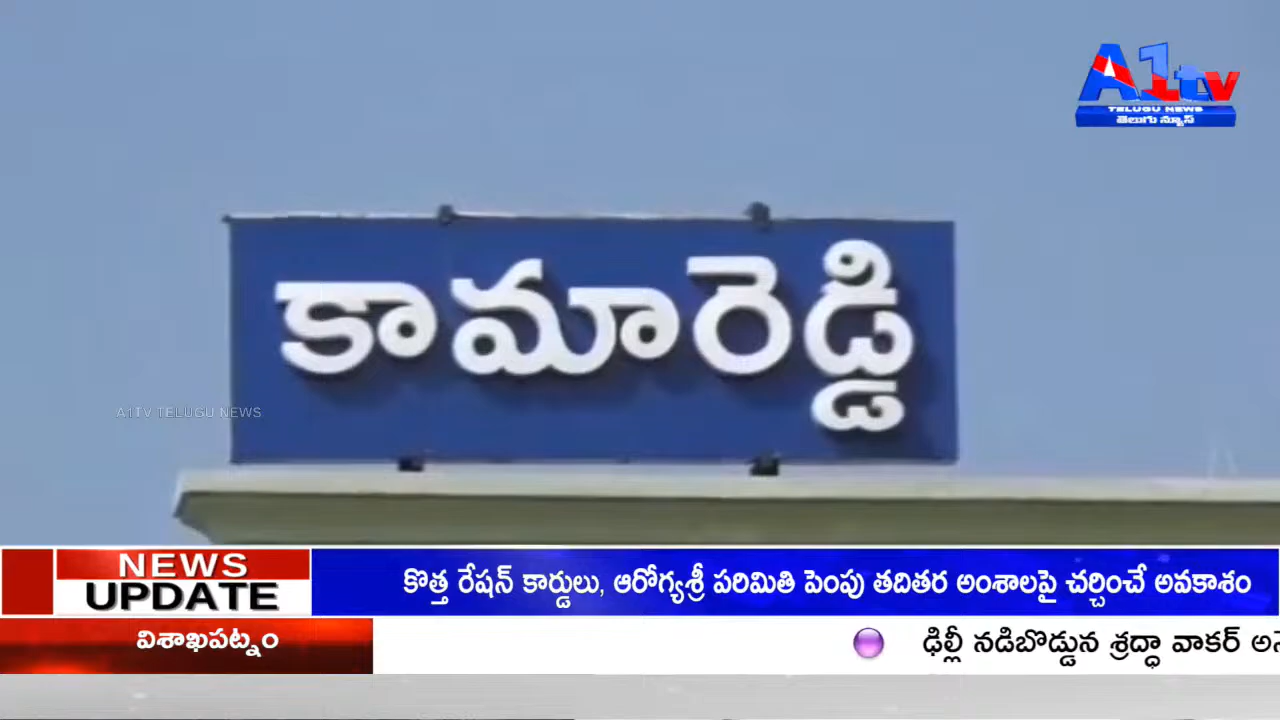 A1tv
TELUGU NEWS
తెలుగు న్యూస్
కామారెడ్డి
A1TV TELUGU NEWS
NEWS
UPDATE
కొత్త రేషన్ కార్డులు, ఆరోగ్యశ్రీ పరిమితి పెంపు తదితర అంశాలపై చర్చించే అవకాశం
విశాఖపట్నం
ఢిల్లీ నడిబొడ్డున శ్రద్ధా వాకర్